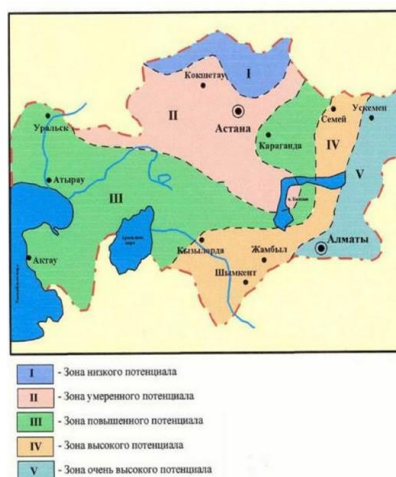 I
Кокшетау
II
Астана
Семей
Ускемен
Уральск
Караганда
IV
V
Атырау
III
Кызылорда
Жамбыл
Алматы
Актау
Шымкент
I - Зона низкого потенциала
II - Зона умеренного потенциала
III - Зона повышенного потенциала
IV - Зона высокого потенциала
V - Зона очень высокого потенциала